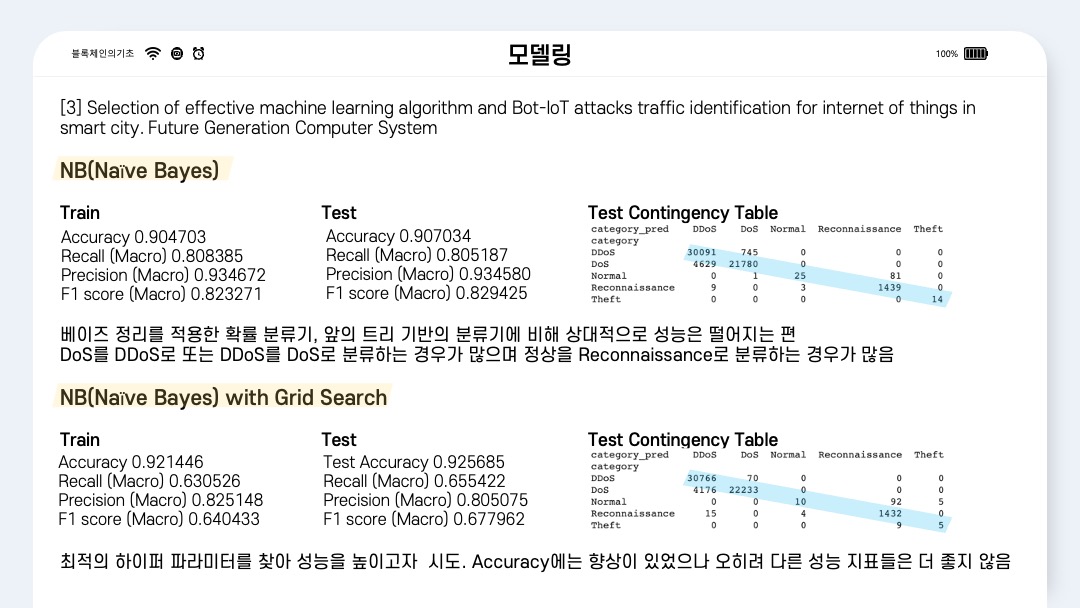 블록체인의기초
모델링
100%
[3] Selection of effective machine learning algorithm and Bot-IoT attacks traffic identification for internet of things in
smart city. Future Generation Computer System
NB(Naïve Bayes)
Train
Accuracy 0.904703
Recall (Macro) 0.808385
Precision (Macro) 0.934672
F1 score (Macro) 0.823271
Test
Accuracy 0.907034
Recall (Macro) 0.805187
Precision (Macro) 0.934580
F1 score (Macro) 0.829425
Test Contingency Table
category_pred DDoS DoS Normal Reconnaissance Theft
category
DDoS 30091 745 0 0 0
DoS 4629 21780 0 0 0
Normal 0 1 25 81 0
Reconnaissance 9 0 3 1439 0
Theft 0 0 0 0 14
베이즈 정리를 적용한 확률 분류기, 앞의 트리 기반의 분류기에 비해 상대적으로 성능은 떨어지는 편
DoS를 DDoS로 또는 DDoS를 DoS로 분류하는 경우가 많으며 정상을 Reconnaissance로 분류하는 경우가 많음
NB(Naïve Bayes) with Grid Search
Train
Accuracy 0.921446
Recall (Macro) 0.630526
Precision (Macro) 0.825148
F1 score (Macro) 0.640433
Test
Test Accuracy 0.925685
Recall (Macro) 0.655422
Precision (Macro) 0.805075
F1 score (Macro) 0.677962
Test Contingency Table
category_pred DDoS DoS Normal Reconnaissance Theft
category
DDoS 30766 70 0 0 0
DoS 4176 22233 0 0 0
Normal 0 0 10 92 5
Reconnaissance 15 0 4 1432 0
Theft 0 0 0 9 5
최적의 하이퍼 파라미터를 찾아 성능을 높이고자 시도. Accuracy에는 향상이 있었으나 오히려 다른 성능 지표들은 더 좋지 않음